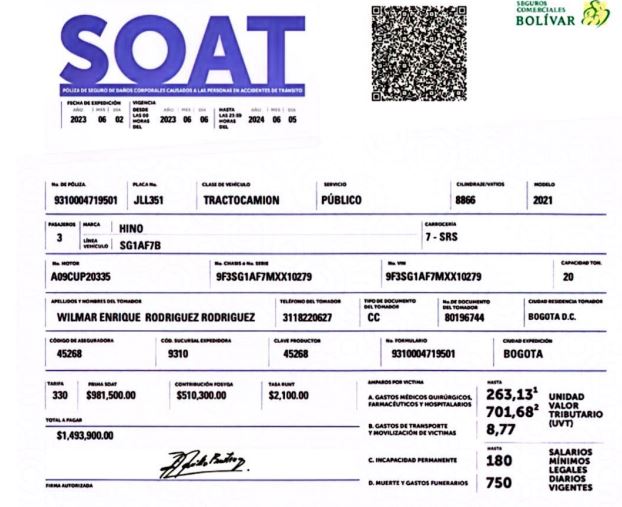 SEGUROS
COMERCIALES
BOLÍVAR
SOAT
PÓLIZA DE SEGURO DE DAÑOS CORPORALES CAUSADOS A LAS PERSONAS EN ACCIDENTES DE TRÁNSITO
FECHA DE EXPEDICIÓN
AÑO MES DIA
2023 06 02
VIGENCIA
DESDE LAS 00 HORAS DEL
AÑO MES DIA
2023 06 06
HASTA LAS 23:59 HORAS DEL
AÑO MES DIA
2024 06 05
No. DE PÓLIZA PLACA No. CLASE DE VEHÍCULO SERVICIO CILINDRAJE/VATIOS MODELO
9310004719501 JLL351 TRACTOCAMION PÚBLICO 8866 2021
PASAJEROS MARCA HINO CARROCERÍA
3 LÍNEA VEHÍCULO SG1AF7B 7 - SRS
No. MOTOR No. CHASIS o No. SERIE No. VIN CAPACIDAD TON.
A09CUP20335 9F3SG1AF7MXX10279 9F3SG1AF7MXX10279 20
APELLIDOS Y NOMBRES DEL TOMADOR TELÉFONO DEL TOMADOR TIPO DE DOCUMENTO DEL TOMADOR No. DE DOCUMENTO DEL TOMADOR CIUDAD RESIDENCIA TOMADOR
WILMAR ENRIQUE RODRIGUEZ RODRIGUEZ 3118220627 CC 80196744 BOGOTA D.C.
CÓDIGO DE ASEGURADORA CÓD. SUCURSAL EXPEDIDORA CLAVE PRODUCTOR No. FORMULARIO CIUDAD EXPEDICIÓN
45268 9310 45268 9310004719501 BOGOTA
TARIFA PRIMA SOAT CONTRIBUCIÓN FOSYGA TASA RUNT
330 $981,500.00 $510,300.00 $2,100.00
TOTAL A PAGAR
$1,493,900.00
FIRMA AUTORIZADA
AMPAROS POR VICTIMA HASTA
A. GASTOS MÉDICOS QUIRÚRGICOS, FARMACÉUTICOS Y HOSPITALARIOS
263,13¹
701,68²
B. GASTOS DE TRANSPORTE Y MOVILIZACIÓN DE VICTIMAS
8,77
UNIDAD VALOR TRIBUTARIO (UVT)
HASTA
C. INCAPACIDAD PERMANENTE 180
D. MUERTE Y GASTOS FUNERARIOS 750
SALARIOS MÍNIMOS LEGALES DIARIOS VIGENTES